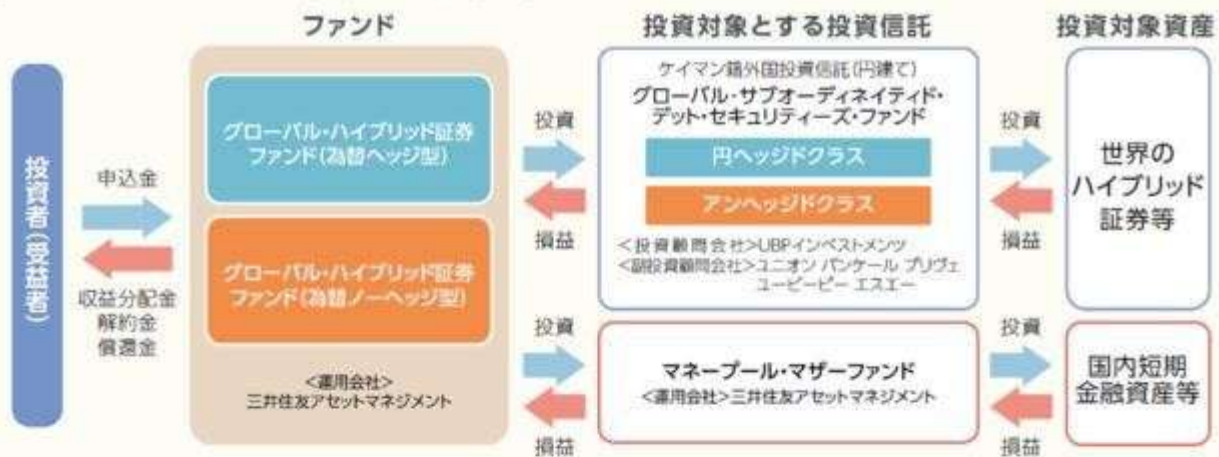 ファンド
投資対象とする投資信託
投資対象資産
投資者(受益者)
申込金
収益分配金
解約金
償還金
グローバル・ハイブリッド証券
ファンド(為替ヘッジ型)
グローバル・ハイブリッド証券
ファンド(為替ノーヘッジ型)
<運用会社>
三井住友アセットマネジメント
投資
損益
投資
損益
ケイマン籍外国投資信託(円建て)
グローバル・サブオーディネイティド・
デット・セキュリティーズ・ファンド
円ヘッジドクラス
アンヘッジドクラス
<投資顧問会社>UBPインベストメンツ
<副投資顧問会社>ユニオン バンケール プリヴェ
ユービーピー エスエー
マネープール・マザーファンド
<運用会社>三井住友アセットマネジメント
投資
損益
投資
損益
世界の
ハイブリッド
証券等
国内短期
金融資産等